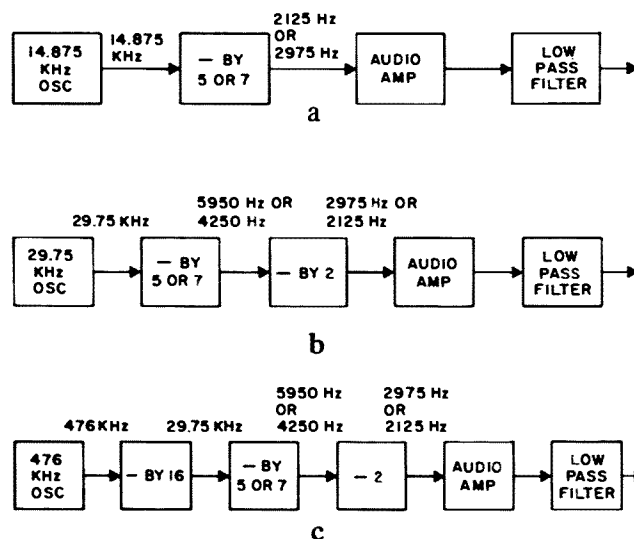 2125 Hz
OR
2975 Hz
14.875
KHz
14.875
KHz
OSC
— BY
5 OR 7
AUDIO
AMP
LOW
PASS
FILTER
a
5950 Hz OR
4250 Hz
2975 Hz OR
2125 Hz
29.75 KHz
29.75
KHz
OSC
— BY
5 OR 7
— BY 2
AUDIO
AMP
LOW
PASS
FILTER
b
5950 Hz
OR
4250 Hz
2975 Hz
OR
2125 Hz
476 KHz
29.75 KHz
476
KHz
OSC
— BY 16
— BY
5 OR 7
— 2
AUDIO
AMP
LOW
PASS
FILTER
c